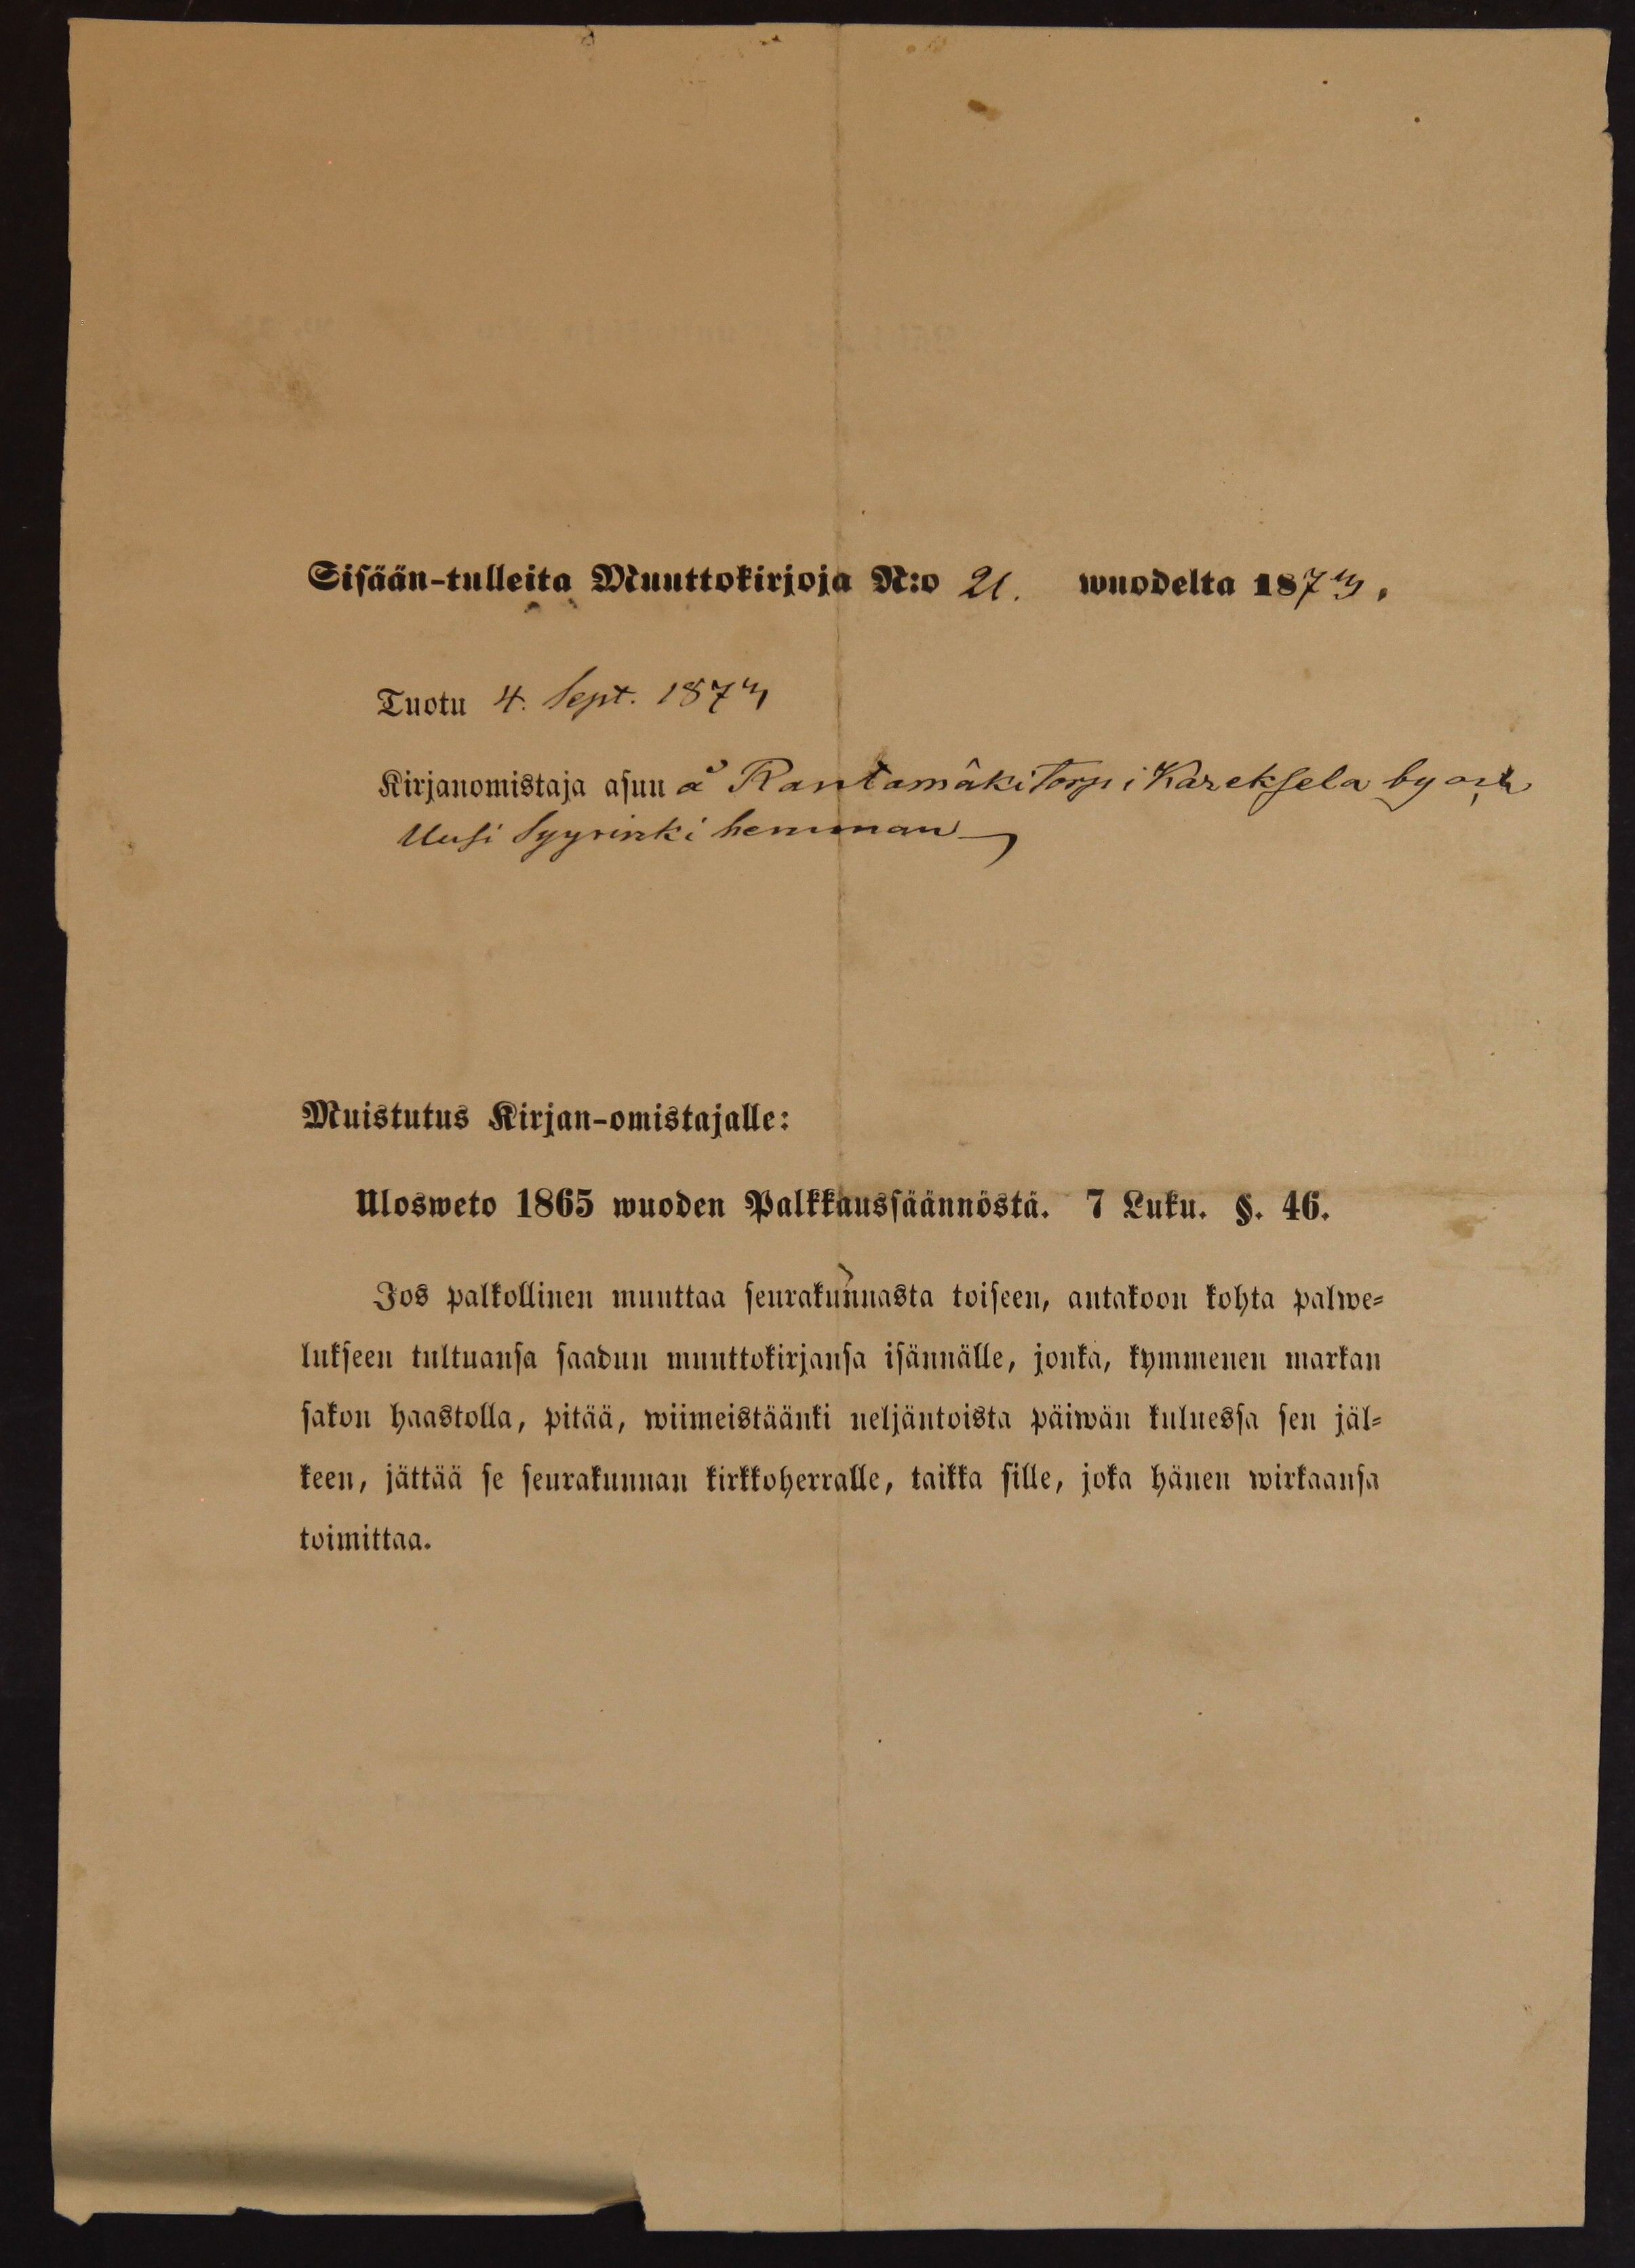 Sisään-tulleita Muuttokirjoja N:o 21. wuodelta 1873.
Tuotu 4. Sept. 1873
Kirjanomistaja asuu å Rantamäki Torp i Kareksela by och
Uusi Syyrinki hemman
Muistutus Kirjan-omistajalle:
Ulosweto 1865 wuoden Palkkaussäännöstä. 7 Luku. §. 46.
Jos palkollinen muuttaa seurakunnasta toiseen, antakoon kohta palwe-
lukseen tultuansa saadun muuttokirjansa isännälle, jonka, kymmenen markan
sakon haastolla, pitää, wiimeistäänki neljäntoista päiwän kuluessa sen jäl-
keen, jättää se seurakunnan kirkkoherralle, taikka sille, joka hänen wirkaansa
toimittaa.